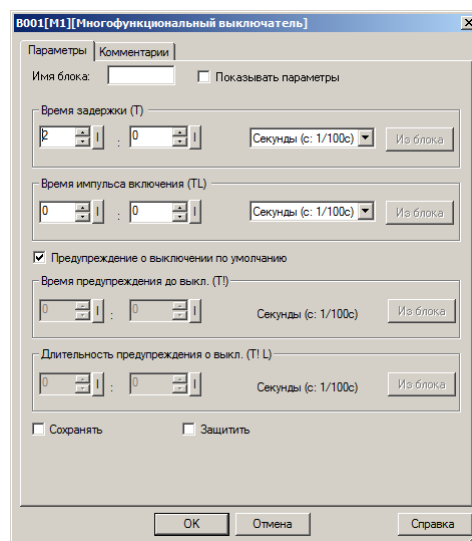 B001[M1][Многофункциональный выключатель]
Параметры Комментарии
Имя блока: Показывать параметры
Время задержки (T)
2 : 0 Секунды (с: 1/100с) Из блока
Время импульса включения (TL)
0 : 0 Секунды (с: 1/100с) Из блока
Предупреждение о выключении по умолчанию
Время предупреждения до выкл. (T!)
0 : 0 Секунды (с: 1/100с) Из блока
Длительность предупреждения о выкл. (T! L)
0 : 0 Секунды (с: 1/100с) Из блока
Сохранять Защитить
OK Отмена Справка